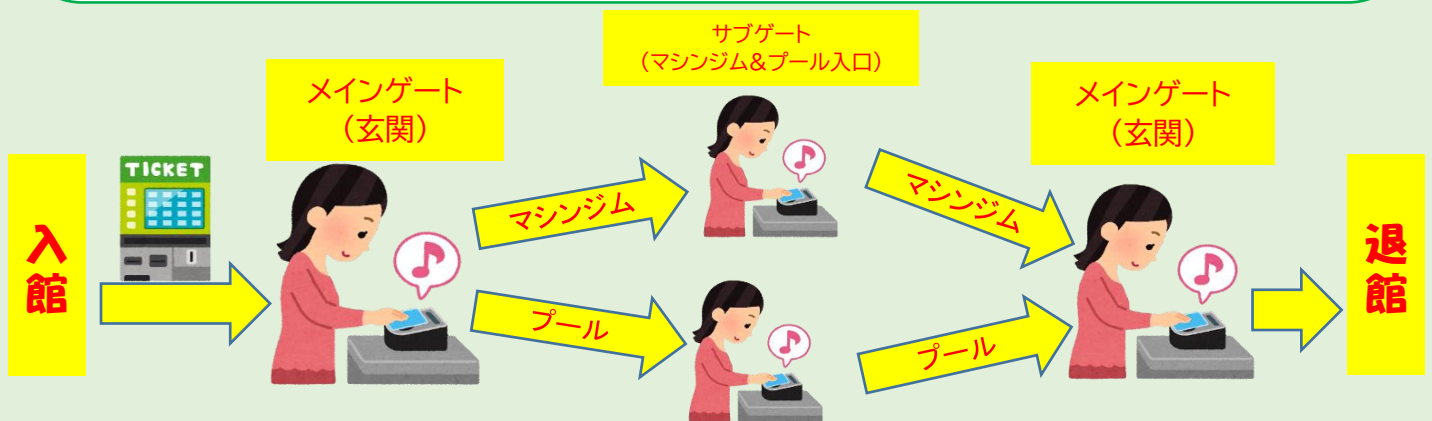 サブゲート
（マシンジム&プール入口）
メインゲート
（玄関）
メインゲート
（玄関）
TICKET
入館
マシンジム
プール
マシンジム
プール
退館